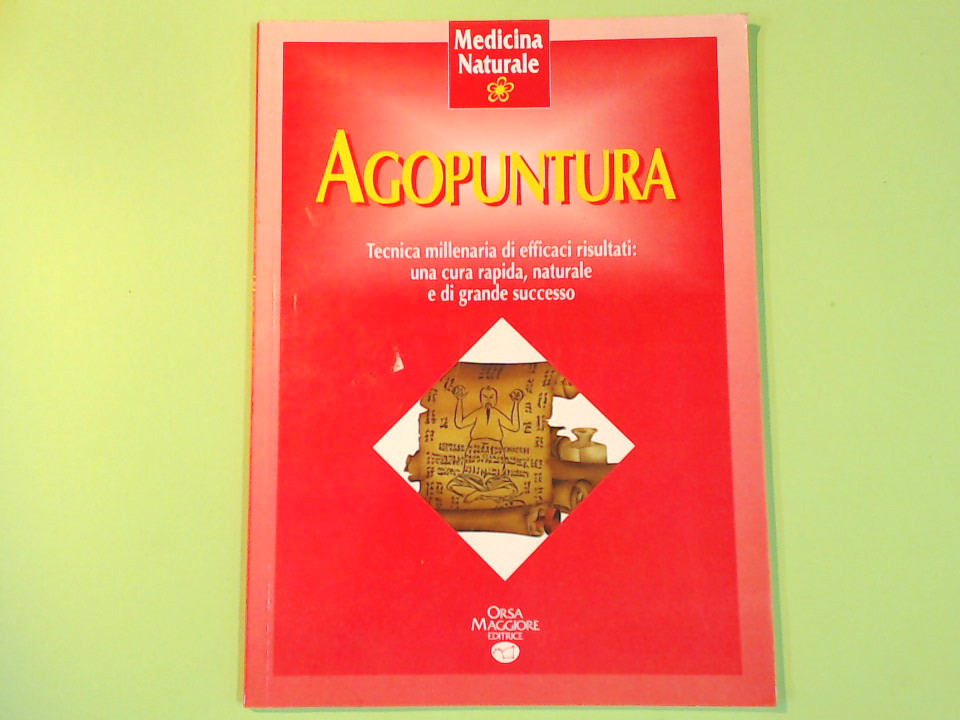 Medicina
Naturale
AGOPUNTURA
Tecnica millenaria di efficaci risultati:
una cura rapida, naturale
e di grande successo
ORSA
MAGGIORE
EDITRICE